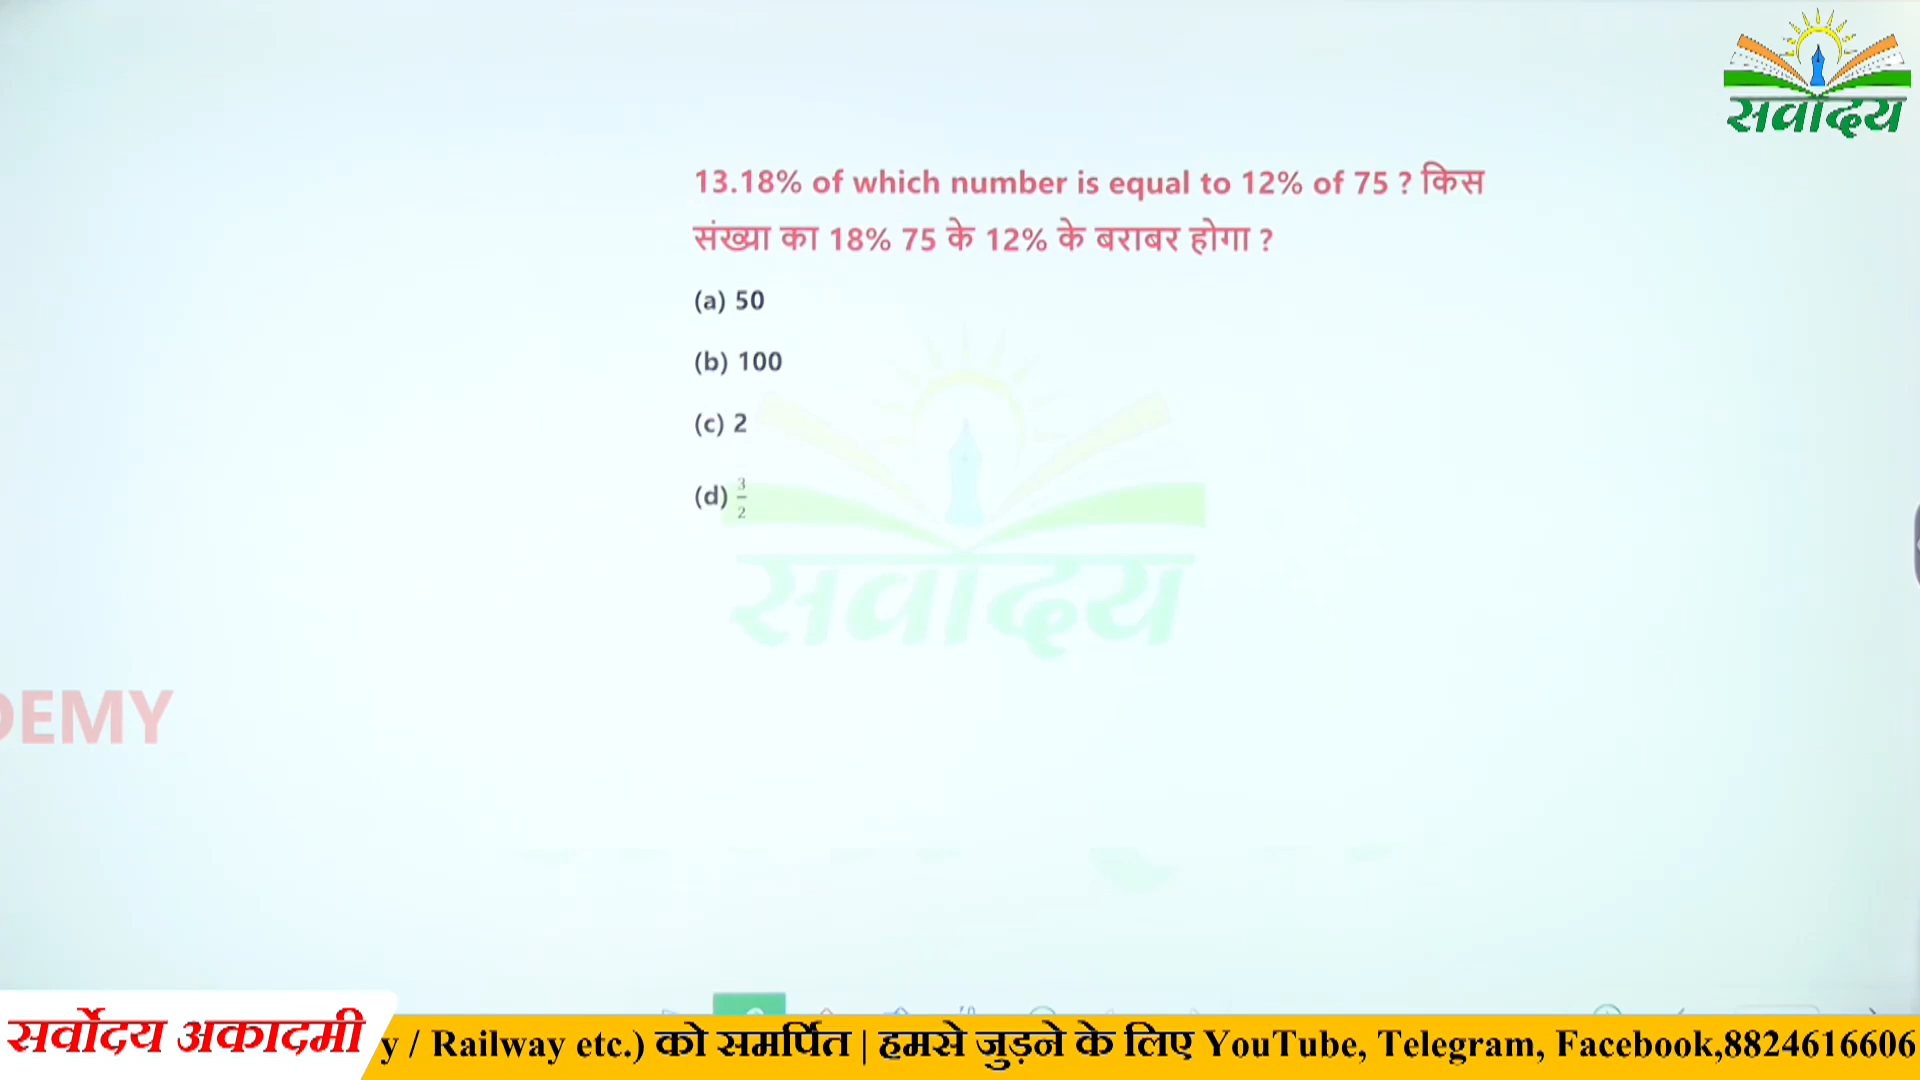 सर्वोदय
13.18% of which number is equal to 12% of 75 ? किस
संख्या का 18% 75 के 12% के बराबर होगा ?
(a) 50
(b) 100
(c) 2
(d) 3/2
सर्वोदय
DEMY
सर्वोदय अकादमी
y / Railway etc.) को समर्पित | हमसे जुड़ने के लिए YouTube, Telegram, Facebook,8824616606